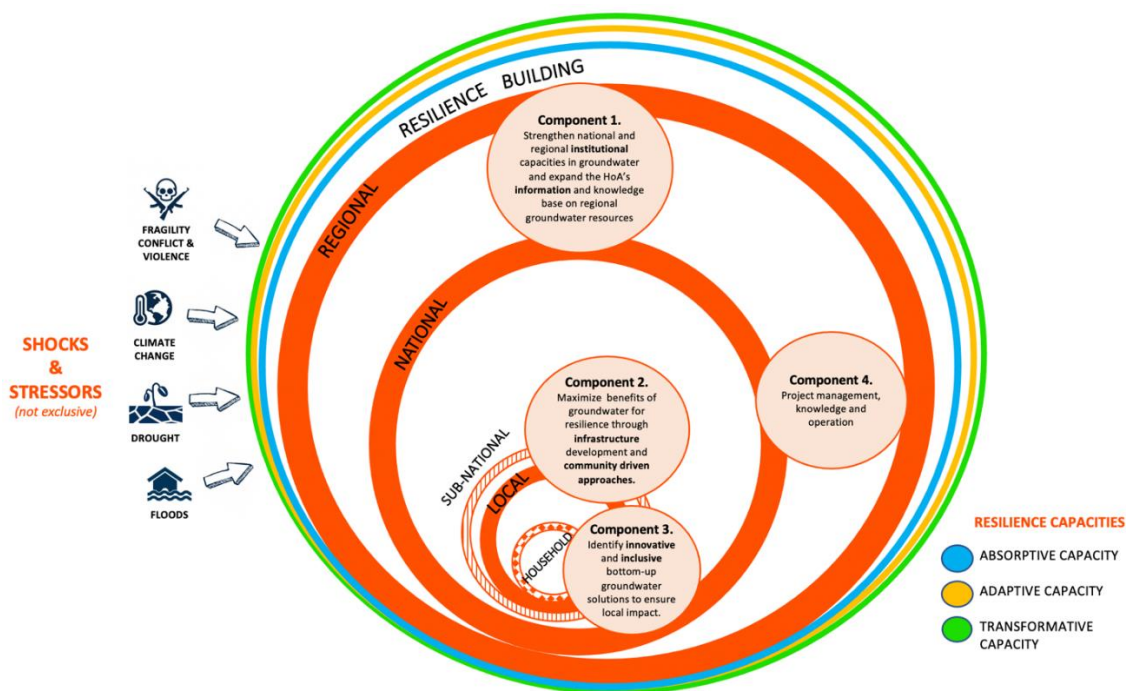 RESILIENCE BUILDING
REGIONAL
NATIONAL
SUB-NATIONAL
LOCAL
HOUSEHOLD
Component 1.
Strengthen national and
regional institutional
capacities in groundwater
and expand the HoA's
information and knowledge
base on regional
groundwater resources
Component 2.
Maximize benefits of
groundwater for
resilience through
infrastructure
development and
community driven
approaches.
Component 3.
Identify innovative
and inclusive
bottom-up
groundwater
solutions to ensure
local impact.
Component 4.
Project management,
knowledge and
operation
SHOCKS
&
STRESSORS
(not exclusive)
FRAGILITY
CONFLICT &
VIOLENCE
CLIMATE
CHANGE
DROUGHT
FLOODS
RESILIENCE CAPACITIES
ABSORPTIVE CAPACITY
ADAPTIVE CAPACITY
TRANSFORMATIVE
CAPACITY